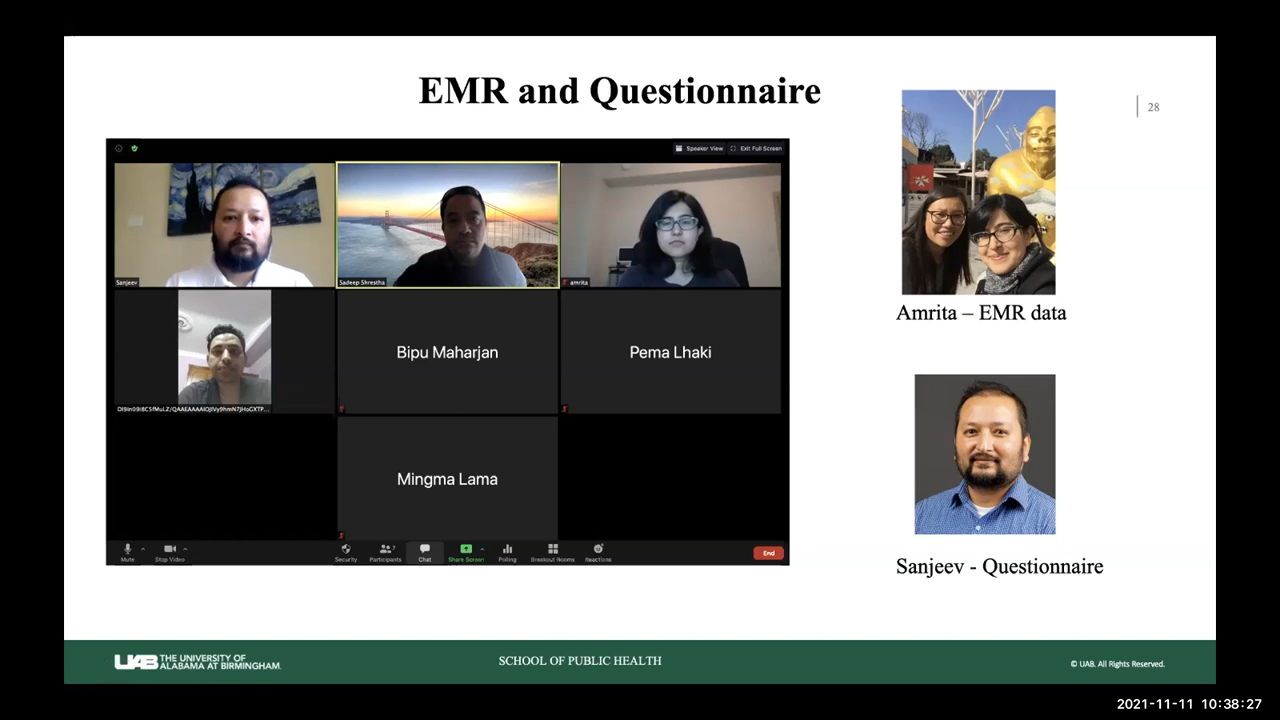 EMR and Questionnaire
28
Speaker View
Exit Full Screen
Sanjeev
Sadeep Shrestha
amrita
Bipu Maharjan
Pema Lhaki
Mingma Lama
Mute
Stop Video
Security
Participants
7
Chat
Share Screen
Polling
Breakout Rooms
Reactions
End
Amrita – EMR data
Sanjeev - Questionnaire
UAB THE UNIVERSITY OF
ALABAMA AT BIRMINGHAM.
SCHOOL OF PUBLIC HEALTH
© UAB. All Rights Reserved.
2021-11-11 10:38:27